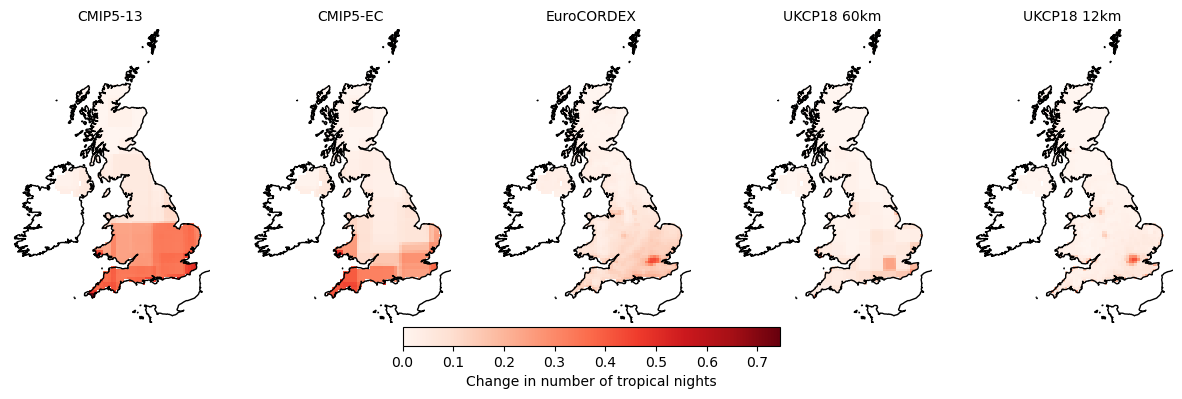 CMIP5-13 CMIP5-EC EuroCORDEX UKCP18 60km UKCP18 12km
0.0 0.1 0.2 0.3 0.4 0.5 0.6 0.7
Change in number of tropical nights